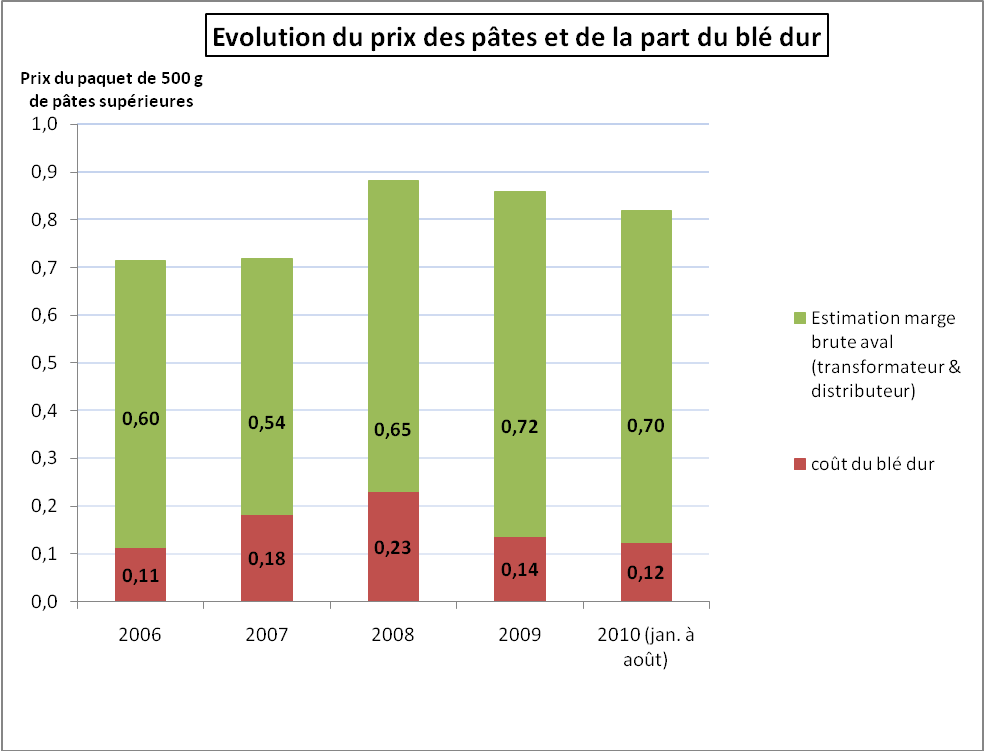 Evolution du prix des pâtes et de la part du blé dur
Prix du paquet de 500 g
de pâtes supérieures
1,0
0,9
0,8
0,7
0,6
0,5
0,4
0,3
0,2
0,1
0,0
0,60
0,54
0,65
0,72
0,70
0,11
0,18
0,23
0,14
0,12
2006
2007
2008
2009
2010 (jan. à
août)
Estimation marge
brute aval
(transformateur &
distributeur)
coût du blé dur